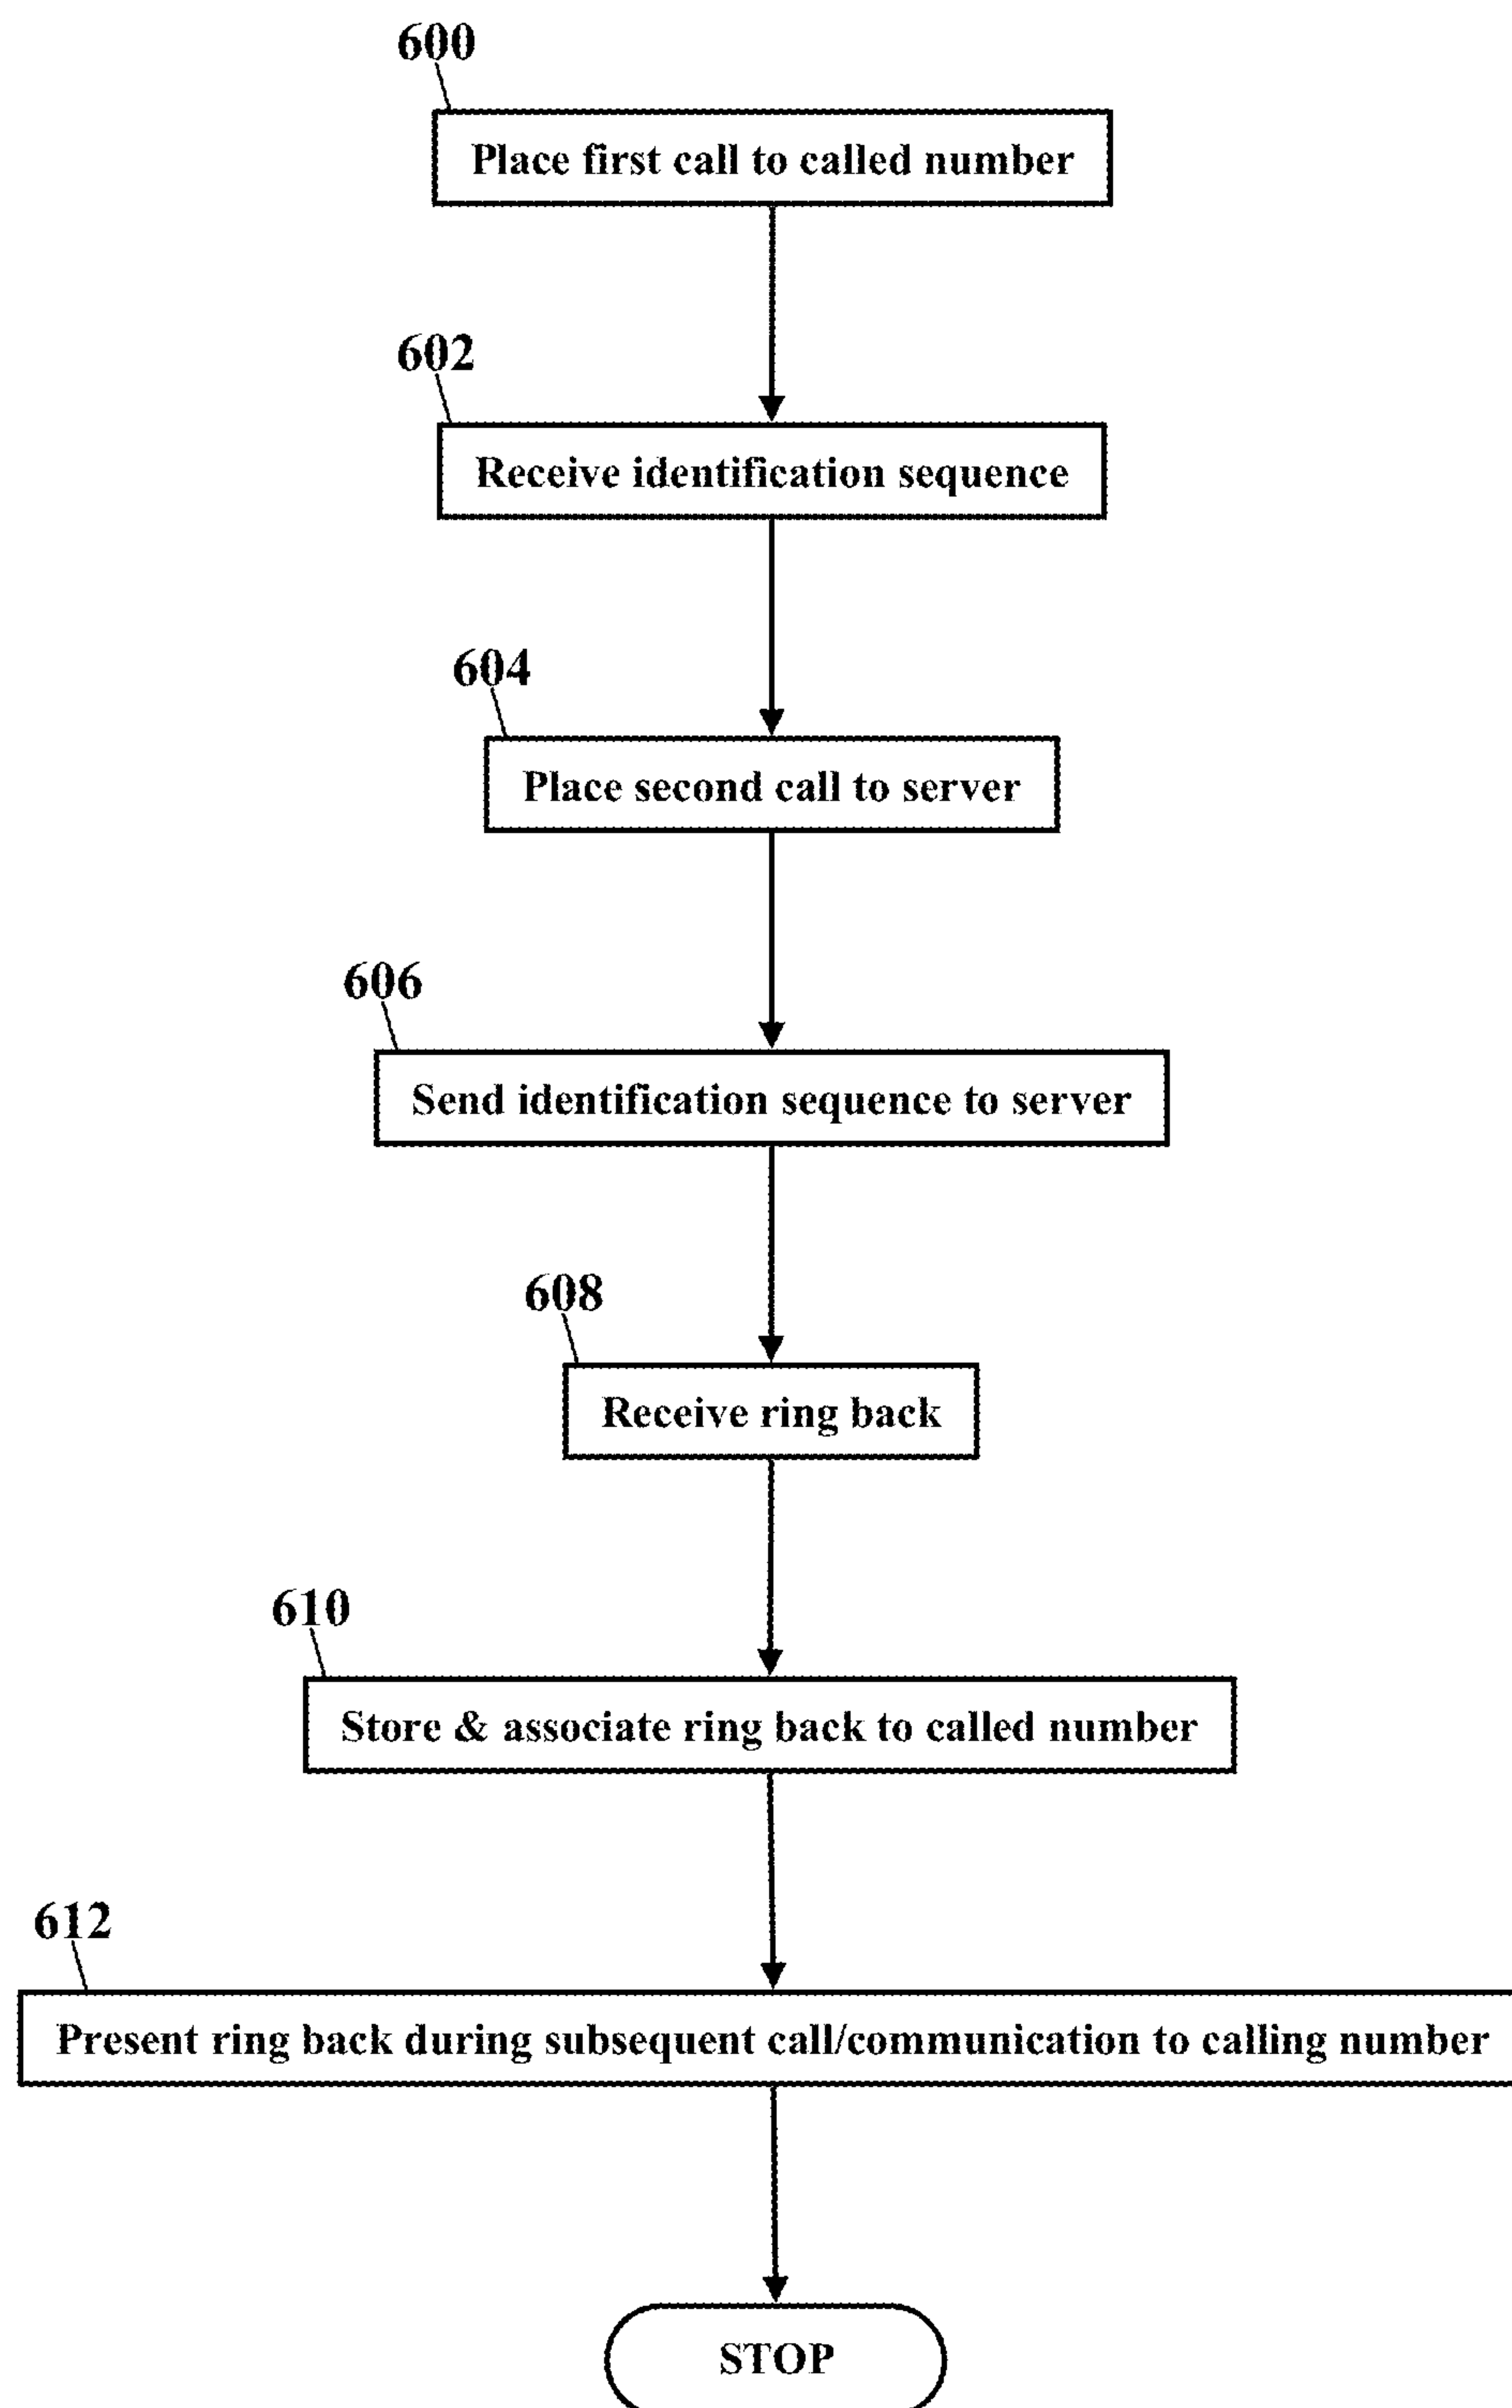 600
Place first call to called number
602
Receive identification sequence
604
Place second call to server
606
Send identification sequence to server
608
Receive ring back
610
Store & associate ring back to called number
612
Present ring back during subsequent call/communication to calling number
STOP